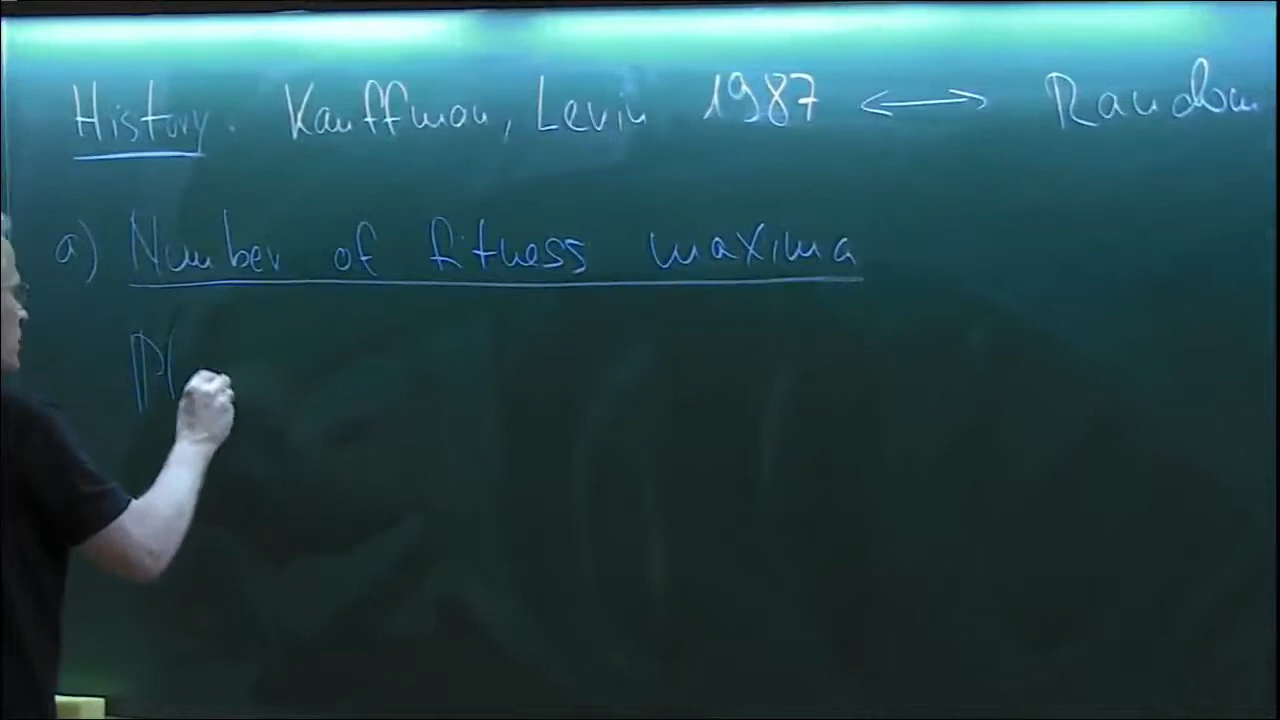 History. Kauffman, Levin 1987 ⟷ Random
a) Number of fitness maxima
P(